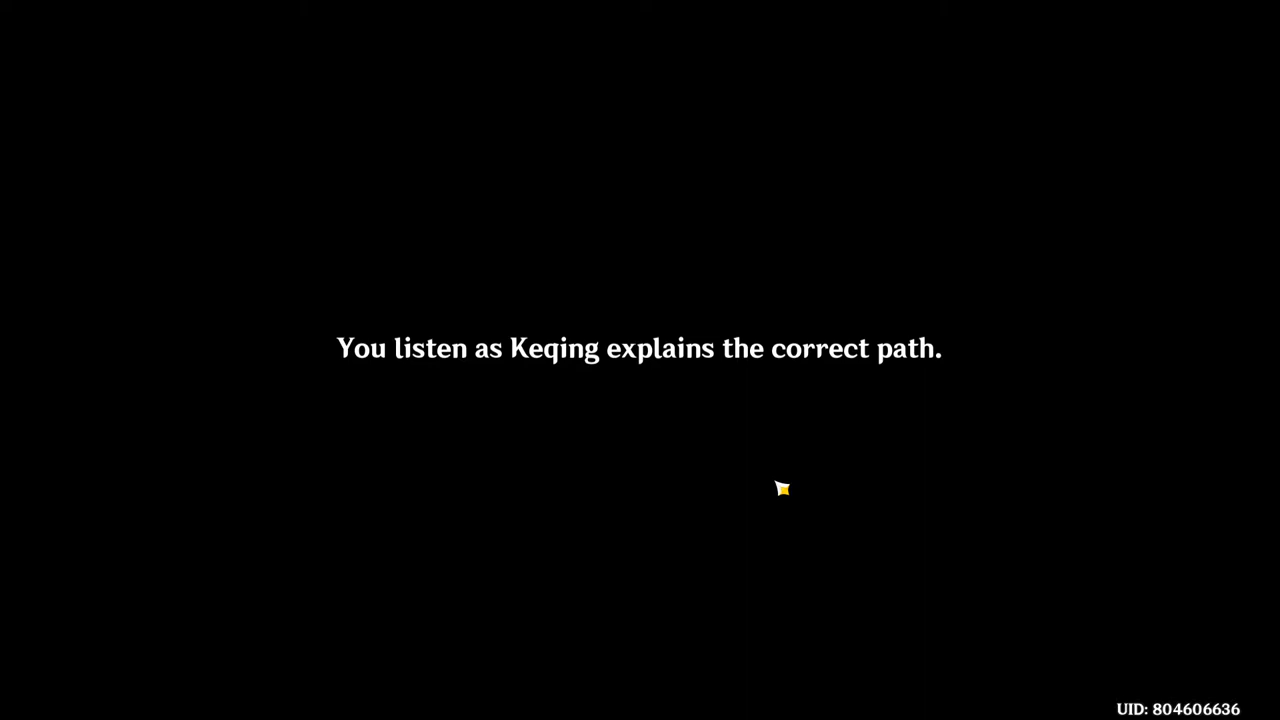 You listen as Keqing explains the correct path.
UID: 804606636